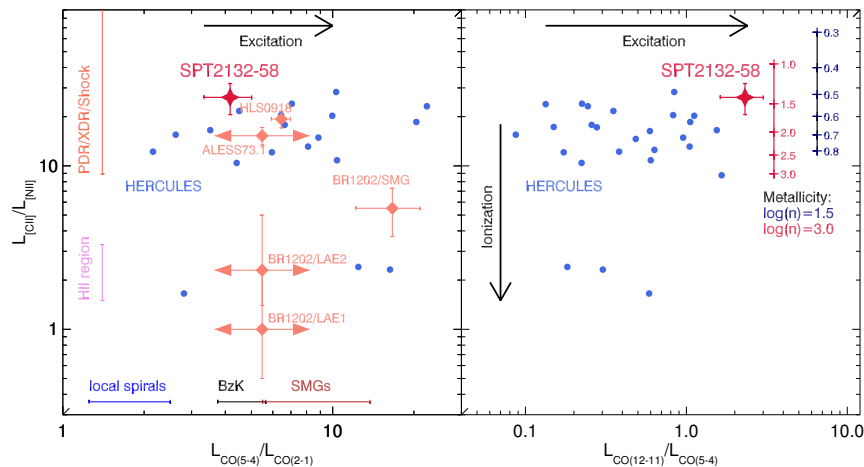 Excitation
SPT2132-58
HLS0918
ALESS73.1
HERCULES
BR1202/SMG
BR1202/LAE2
BR1202/LAE1
PDR/XDR/Shock
HII region
local spirals
BzK
SMGs
L[CII]/L[NII]
10
1
1
10
LCO(5-4)/LCO(2-1)
Excitation
SPT2132-58
HERCULES
Ionization
1.0
1.5
2.0
2.5
3.0
0.3
0.4
0.5
0.6
0.7
0.8
Metallicity:
log(n)=1.5
log(n)=3.0
0.1
1.0
10.0
LCO(12-11)/LCO(5-4)